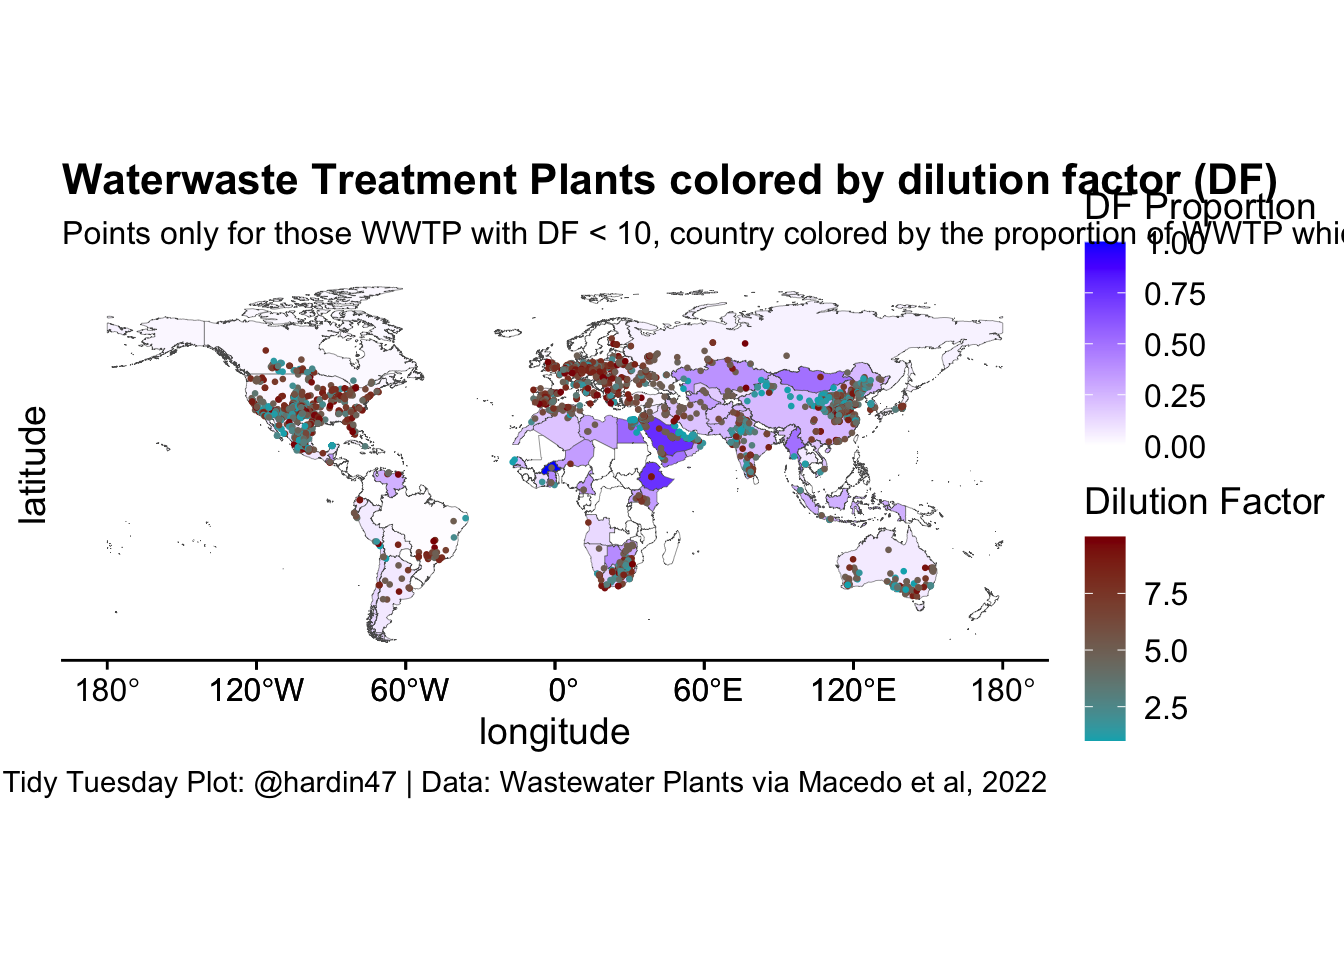 Waterwaste Treatment Plants colored by dilution factor (DF)
Points only for those WWTP with DF < 10, country colored by the proportion of WWTP whi
DF Proportion
1.00
0.75
0.50
0.25
0.00
Dilution Factor
7.5
5.0
2.5
latitude
180° 120°W 60°W 0° 60°E 120°E 180°
longitude
Tidy Tuesday Plot: @hardin47 | Data: Wastewater Plants via Macedo et al, 2022